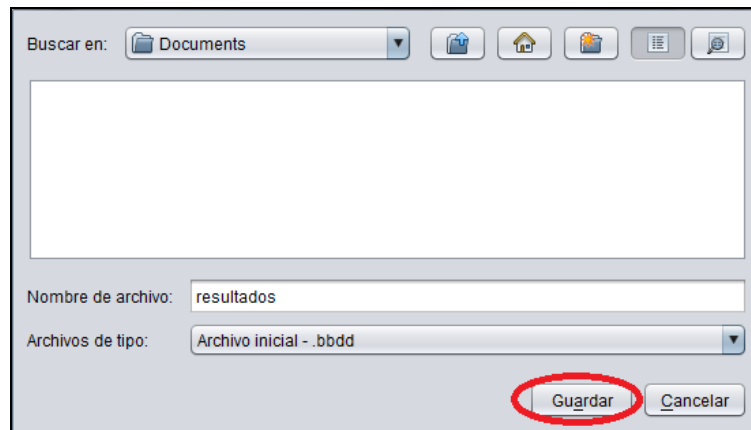 Buscar en: Documents
Nombre de archivo: resultados
Archivos de tipo: Archivo inicial - .bbdd
Guardar Cancelar